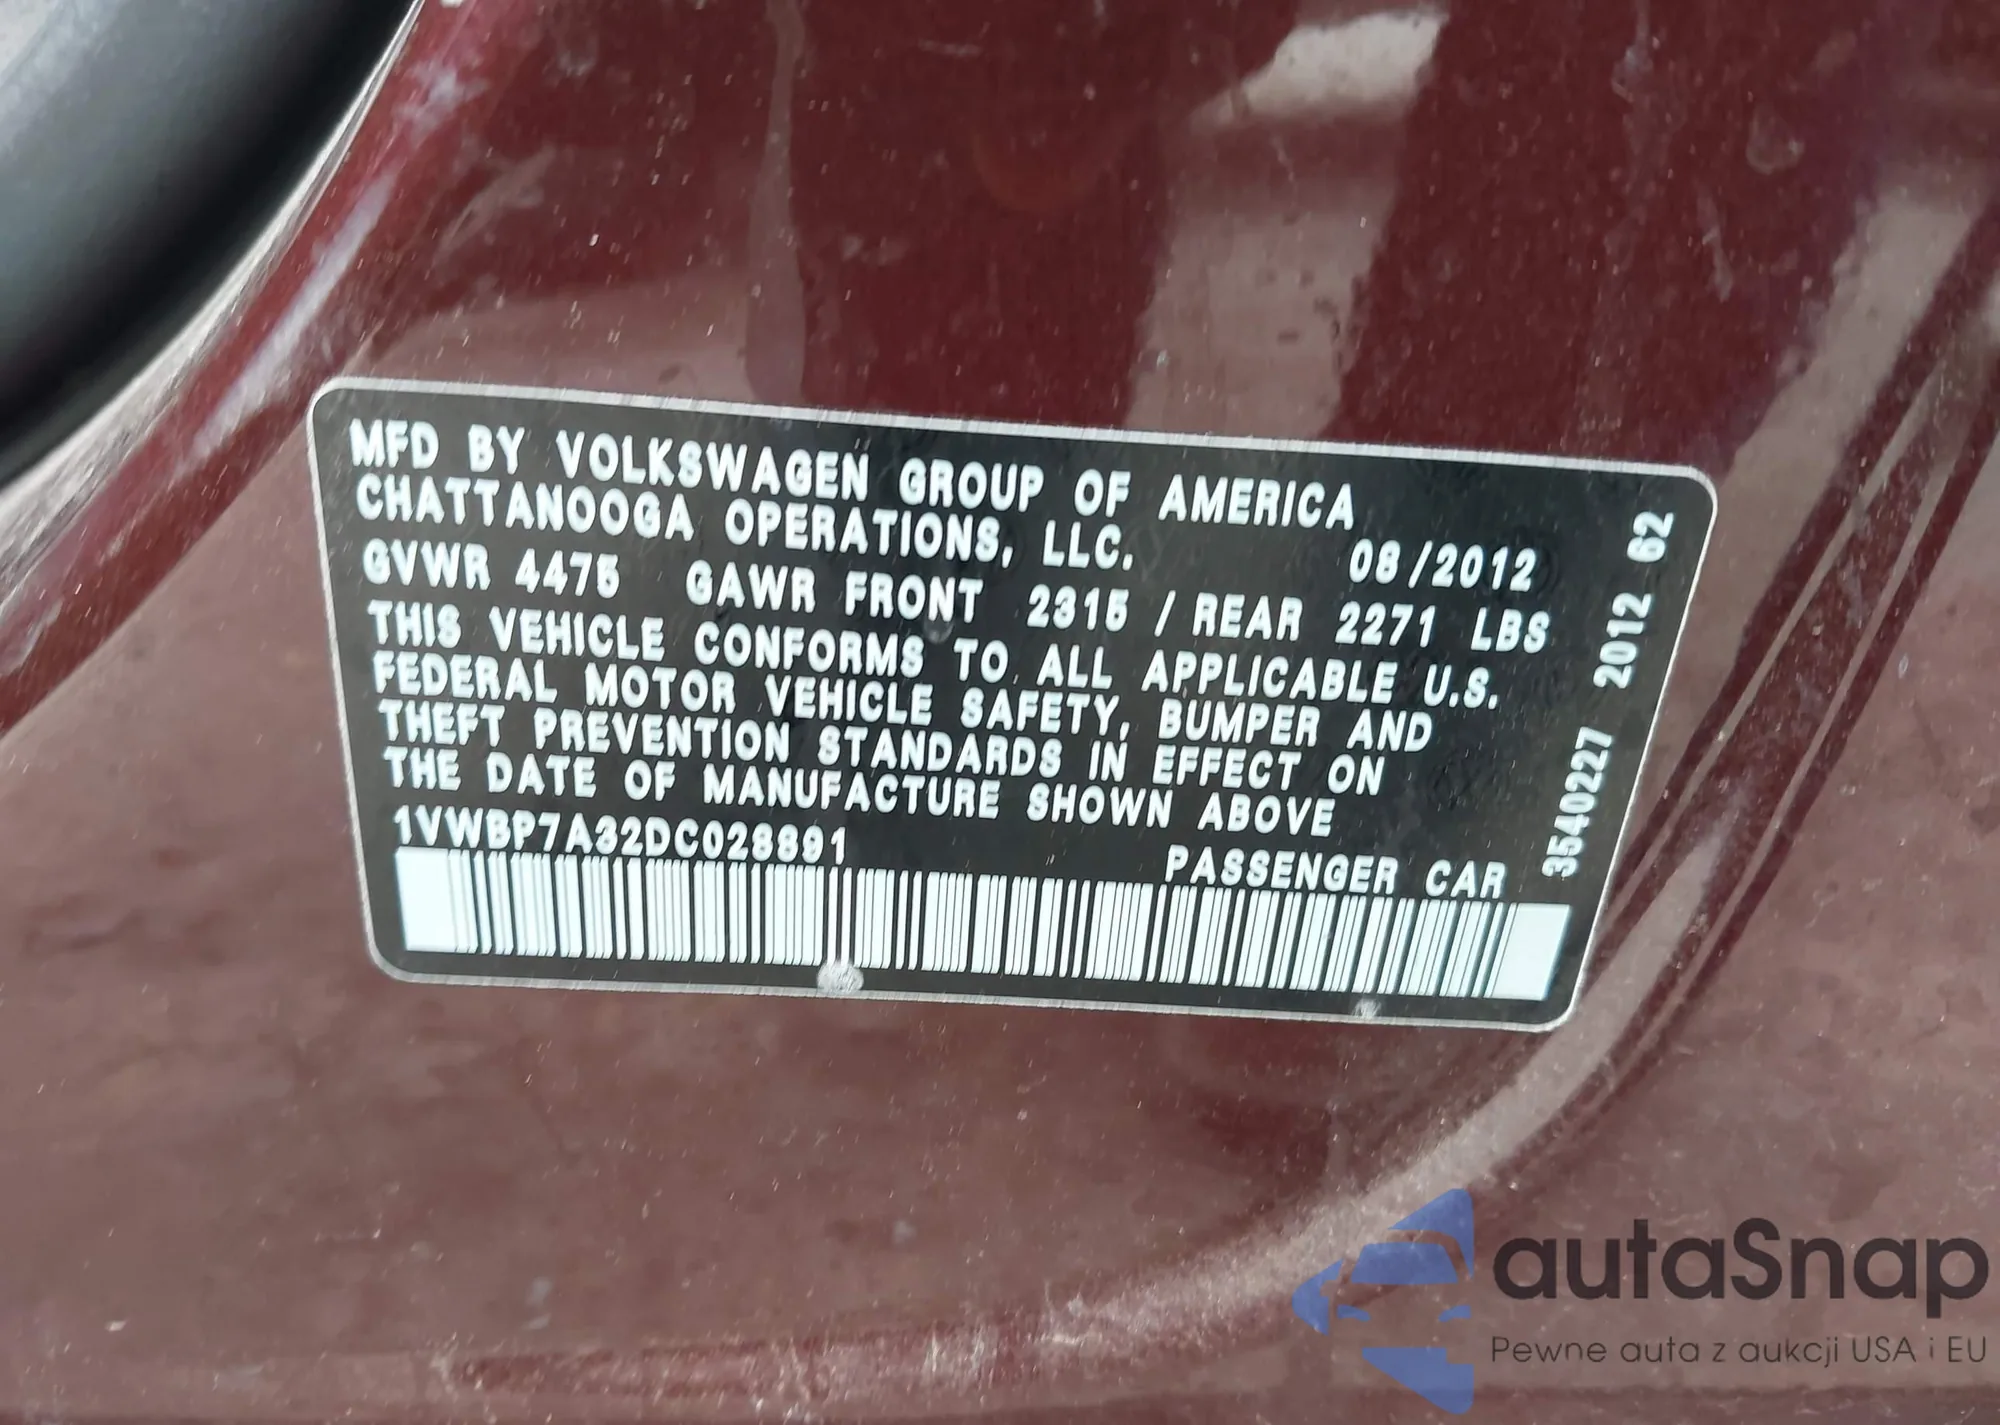 MFD BY VOLKSWAGEN GROUP OF AMERICA
CHATTANOOGA OPERATIONS, LLC.
08/2012
GVWR 4475 GAWR FRONT 2315 / REAR 2271 LBS
THIS VEHICLE CONFORMS TO ALL APPLICABLE U.S.
FEDERAL MOTOR VEHICLE SAFETY, BUMPER AND
THEFT PREVENTION STANDARDS IN EFFECT ON
THE DATE OF MANUFACTURE SHOWN ABOVE
1VWBP7A32DC028891
PASSENGER CAR
3540227 2012 62
autaSnap
Pewne auta z aukcji USA i EU